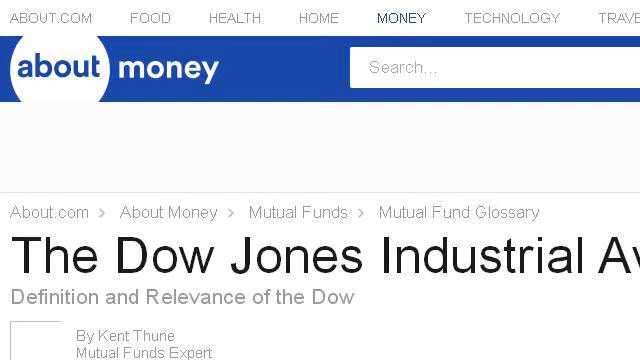 ABOUT.COM FOOD HEALTH HOME MONEY TECHNOLOGY TRAVE
about money
Search...
About.com > About Money > Mutual Funds > Mutual Fund Glossary
The Dow Jones Industrial Av
Definition and Relevance of the Dow
By Kent Thune
Mutual Funds Expert